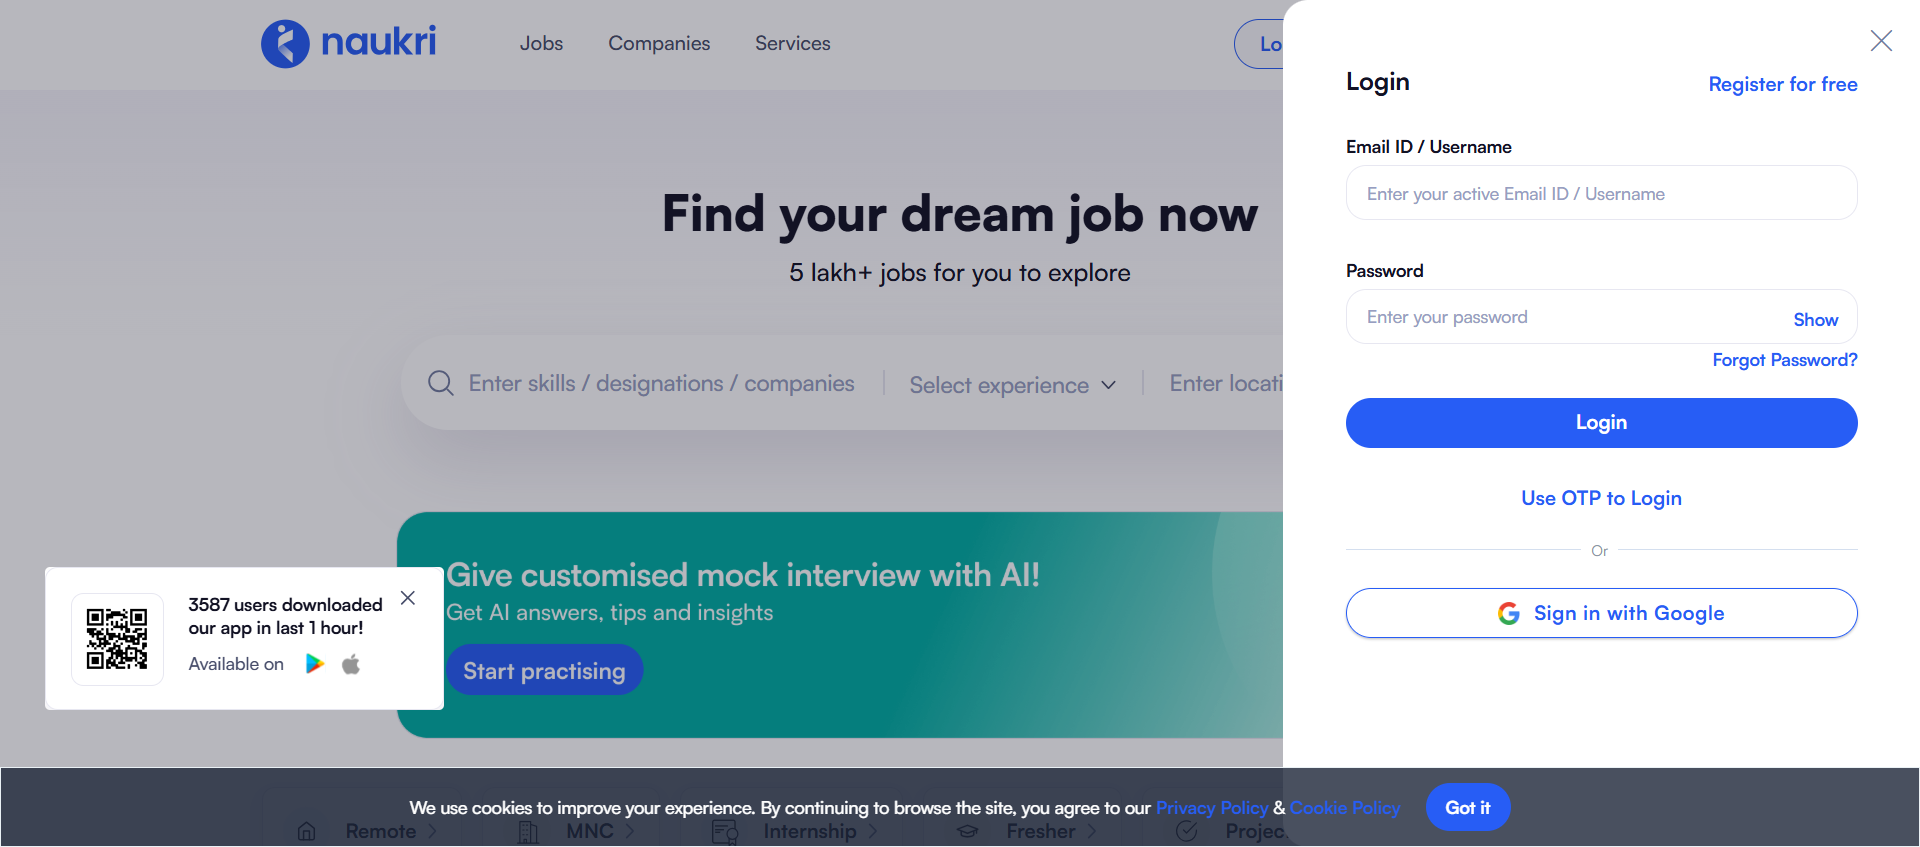 naukri
Jobs
Companies
Services
Lo
Login
Register for free
Email ID / Username
Enter your active Email ID / Username
Password
Enter your password
Show
Forgot Password?
Login
Use OTP to Login
Or
Sign in with Google
Find your dream job now
5 lakh+ jobs for you to explore
Enter skills / designations / companies
Select experience
Enter locati
Give customised mock interview with AI!
Get AI answers, tips and insights
Start practising
3587 users downloaded
our app in last 1 hour!
Available on
We use cookies to improve your experience. By continuing to browse the site, you agree to our Privacy Policy & Cookie Policy
Got it
Remote
MNC
Internship
Fresher
Projec